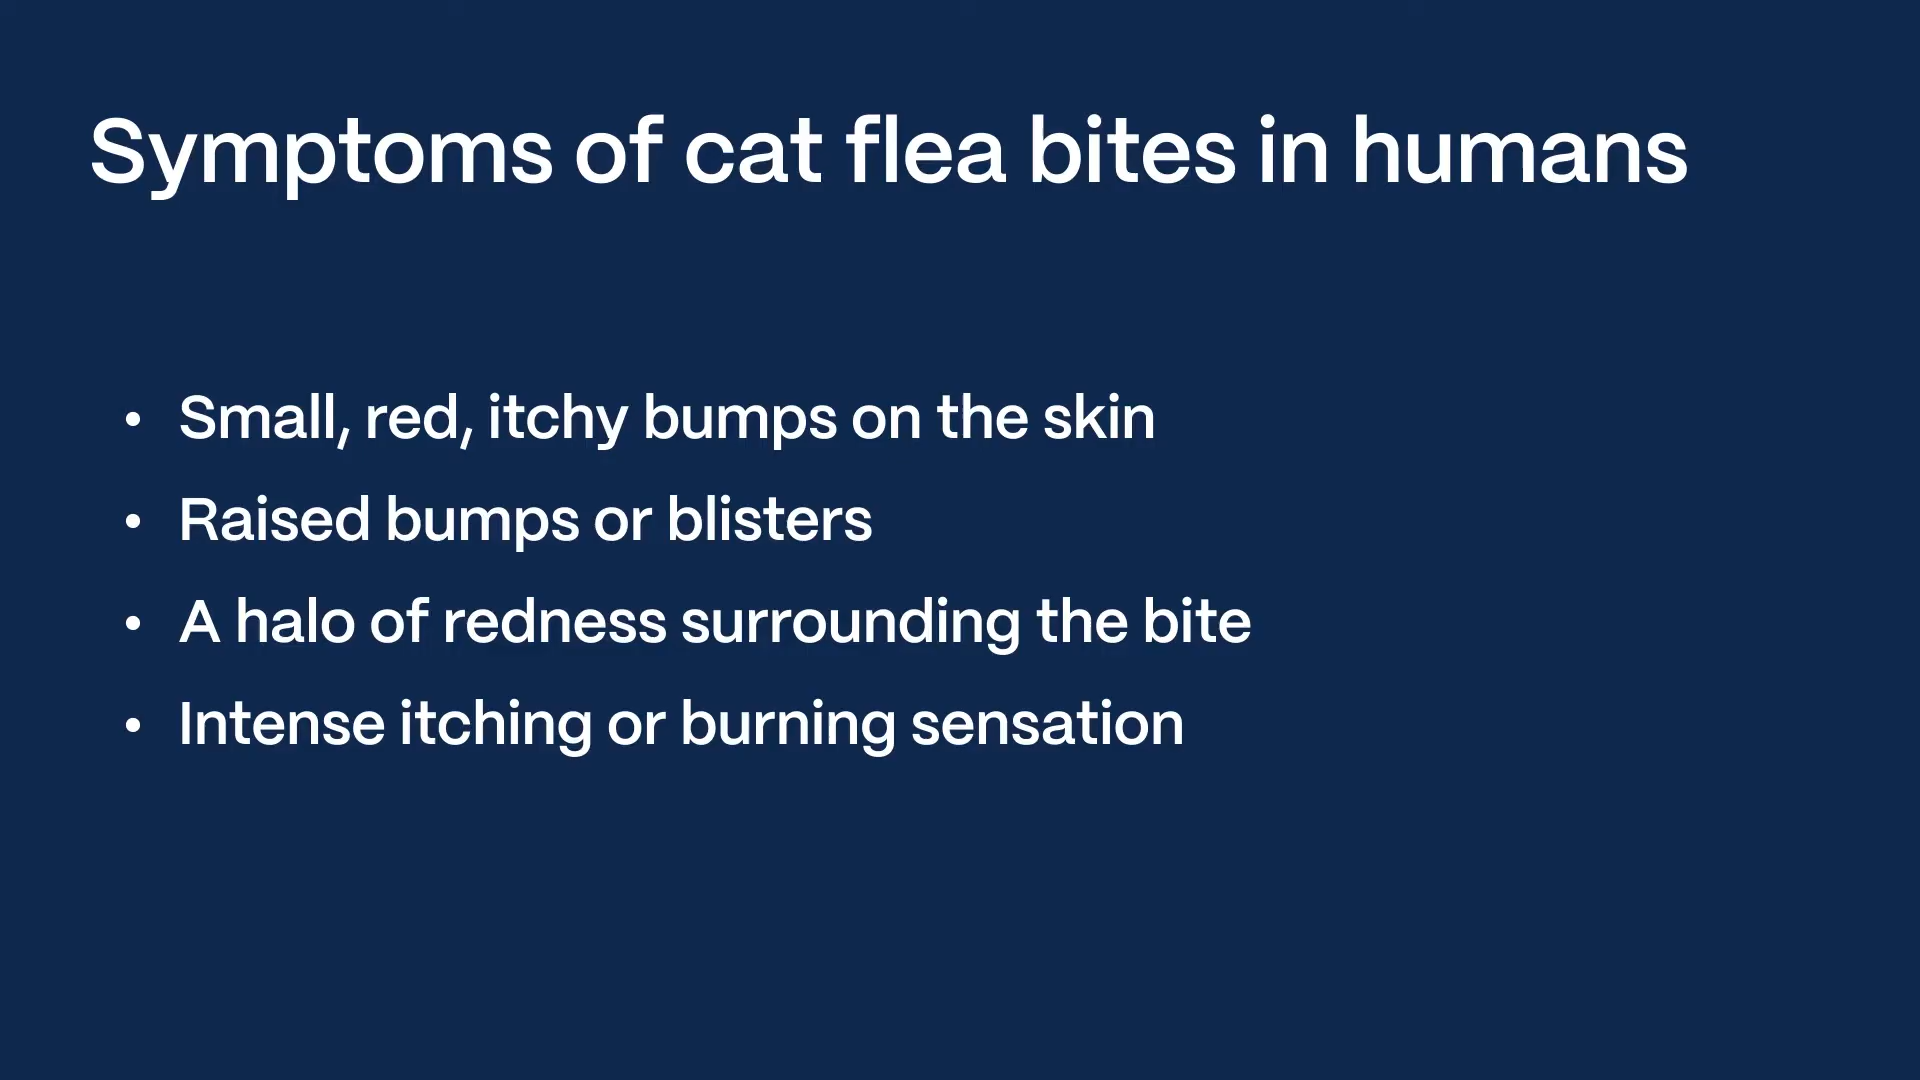 Symptoms of cat flea bites in humans
• Small, red, itchy bumps on the skin
• Raised bumps or blisters
• A halo of redness surrounding the bite
• Intense itching or burning sensation